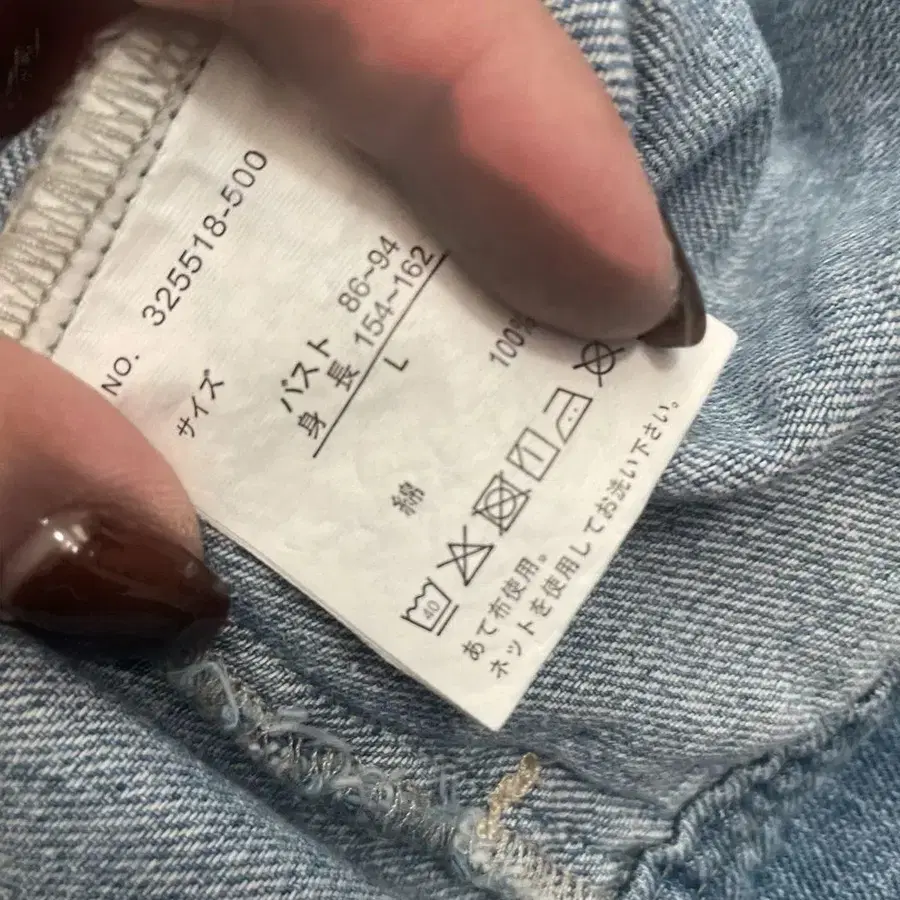 NO. 325518-500
サイズ
バスト 86~94
身長 154~162
L
綿 100%
40
あて布使用。
ネットを使用してお洗い下さい。